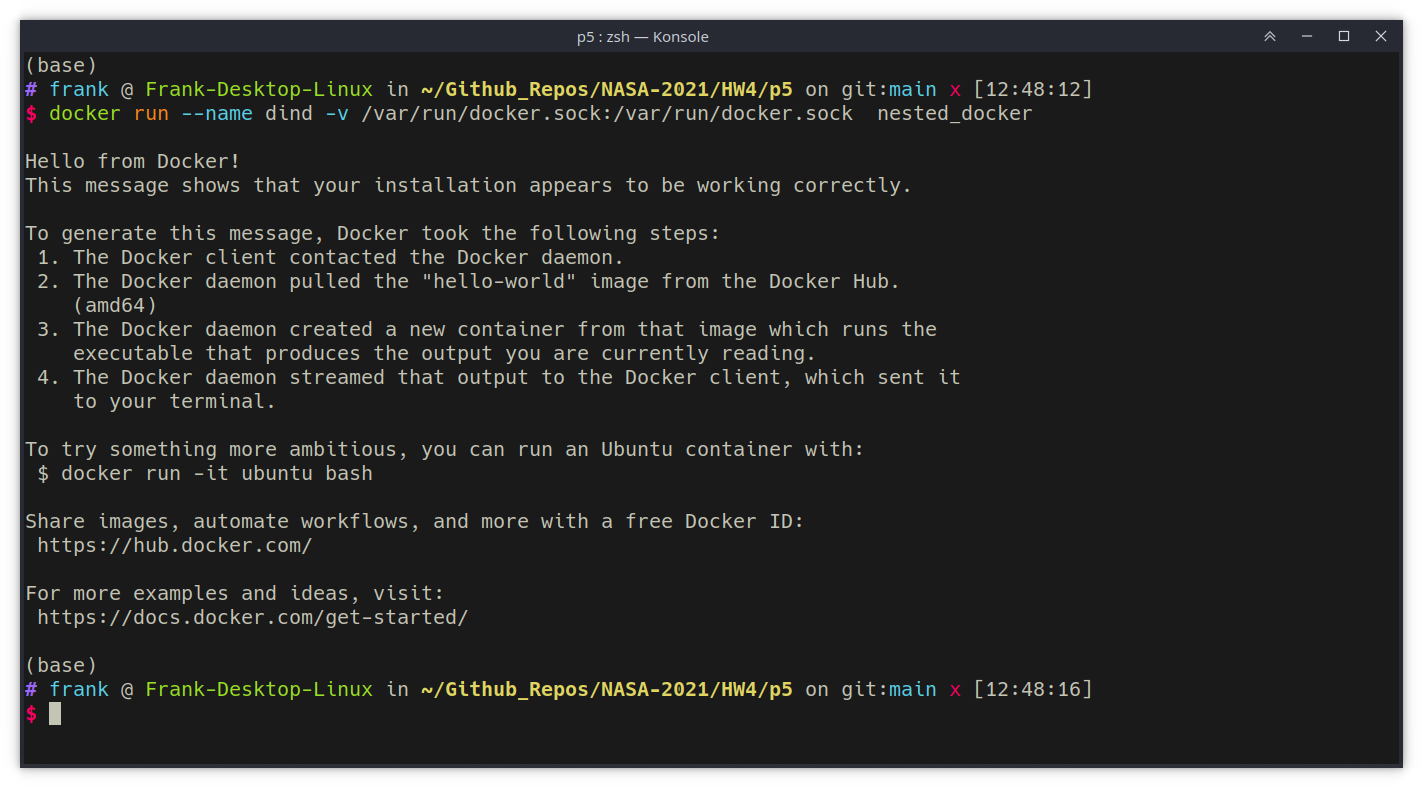 p5 : zsh — Konsole
(base)
# frank @ Frank-Desktop-Linux in ~/Github_Repos/NASA-2021/HW4/p5 on git:main x [12:48:12]
$ docker run --name dind -v /var/run/docker.sock:/var/run/docker.sock  nested_docker
Hello from Docker!
This message shows that your installation appears to be working correctly.
To generate this message, Docker took the following steps:
 1. The Docker client contacted the Docker daemon.
 2. The Docker daemon pulled the "hello-world" image from the Docker Hub.
    (amd64)
 3. The Docker daemon created a new container from that image which runs the
    executable that produces the output you are currently reading.
 4. The Docker daemon streamed that output to the Docker client, which sent it
    to your terminal.
To try something more ambitious, you can run an Ubuntu container with:
 $ docker run -it ubuntu bash
Share images, automate workflows, and more with a free Docker ID:
 https://hub.docker.com/
For more examples and ideas, visit:
 https://docs.docker.com/get-started/
(base)
# frank @ Frank-Desktop-Linux in ~/Github_Repos/NASA-2021/HW4/p5 on git:main x [12:48:16]
$